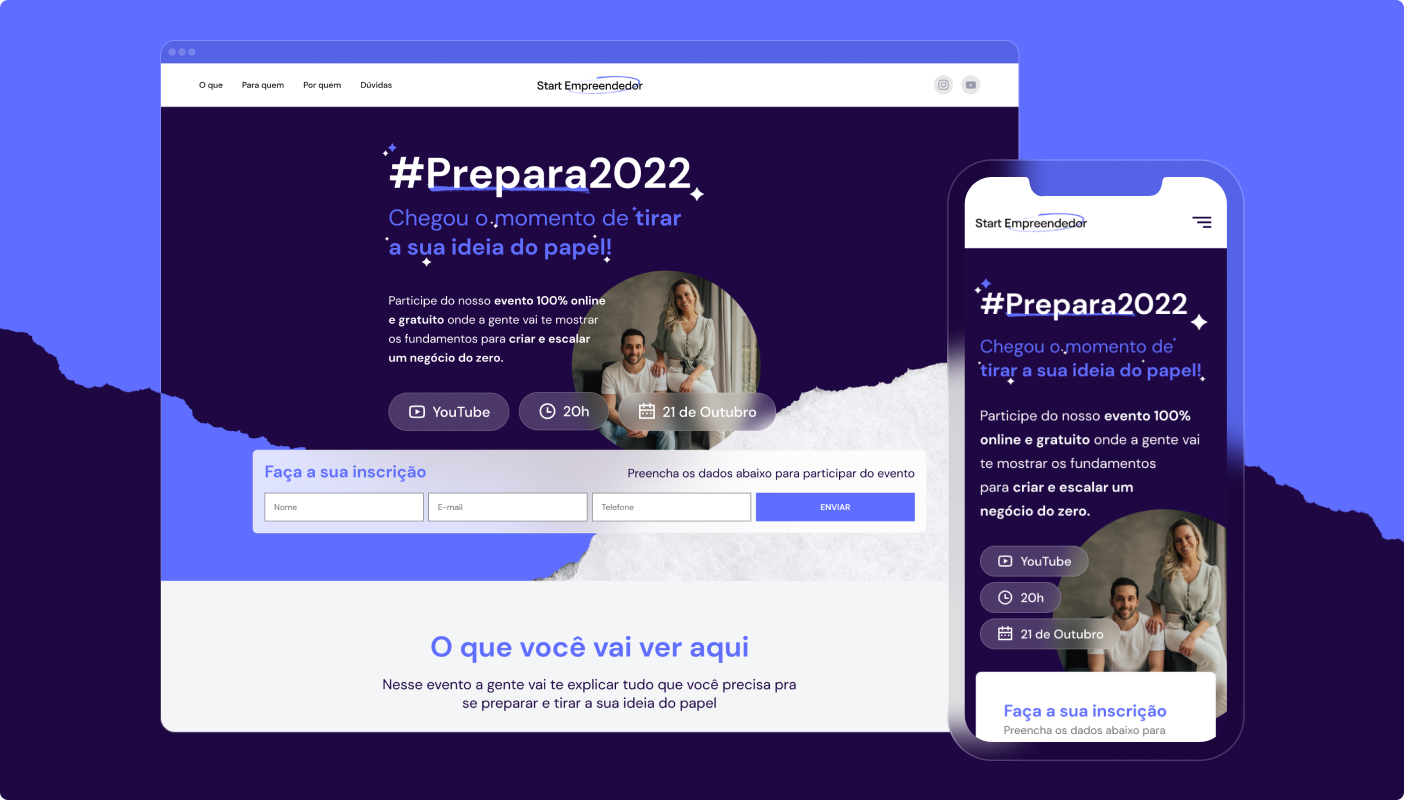 O que Para quem Por quem Dúvidas
Start Empreendedor
#Prepara2022
Chegou o momento de tirar
a sua ideia do papel!
Participe do nosso evento 100% online
e gratuito onde a gente vai te mostrar
os fundamentos para criar e escalar
um negócio do zero.
YouTube
20h
21 de Outubro
Faça a sua inscrição
Preencha os dados abaixo para participar do evento
Nome
E-mail
Telefone
ENVIAR
O que você vai ver aqui
Nesse evento a gente vai te explicar tudo que você precisa pra
se preparar e tirar a sua ideia do papel
Start Empreendedor
#Prepara2022
Chegou o momento de
tirar a sua ideia do papel!
Participe do nosso evento 100%
online e gratuito onde a gente vai
te mostrar os fundamentos
para criar e escalar um
negócio do zero.
YouTube
20h
21 de Outubro
Faça a sua inscrição
Preencha os dados abaixo para